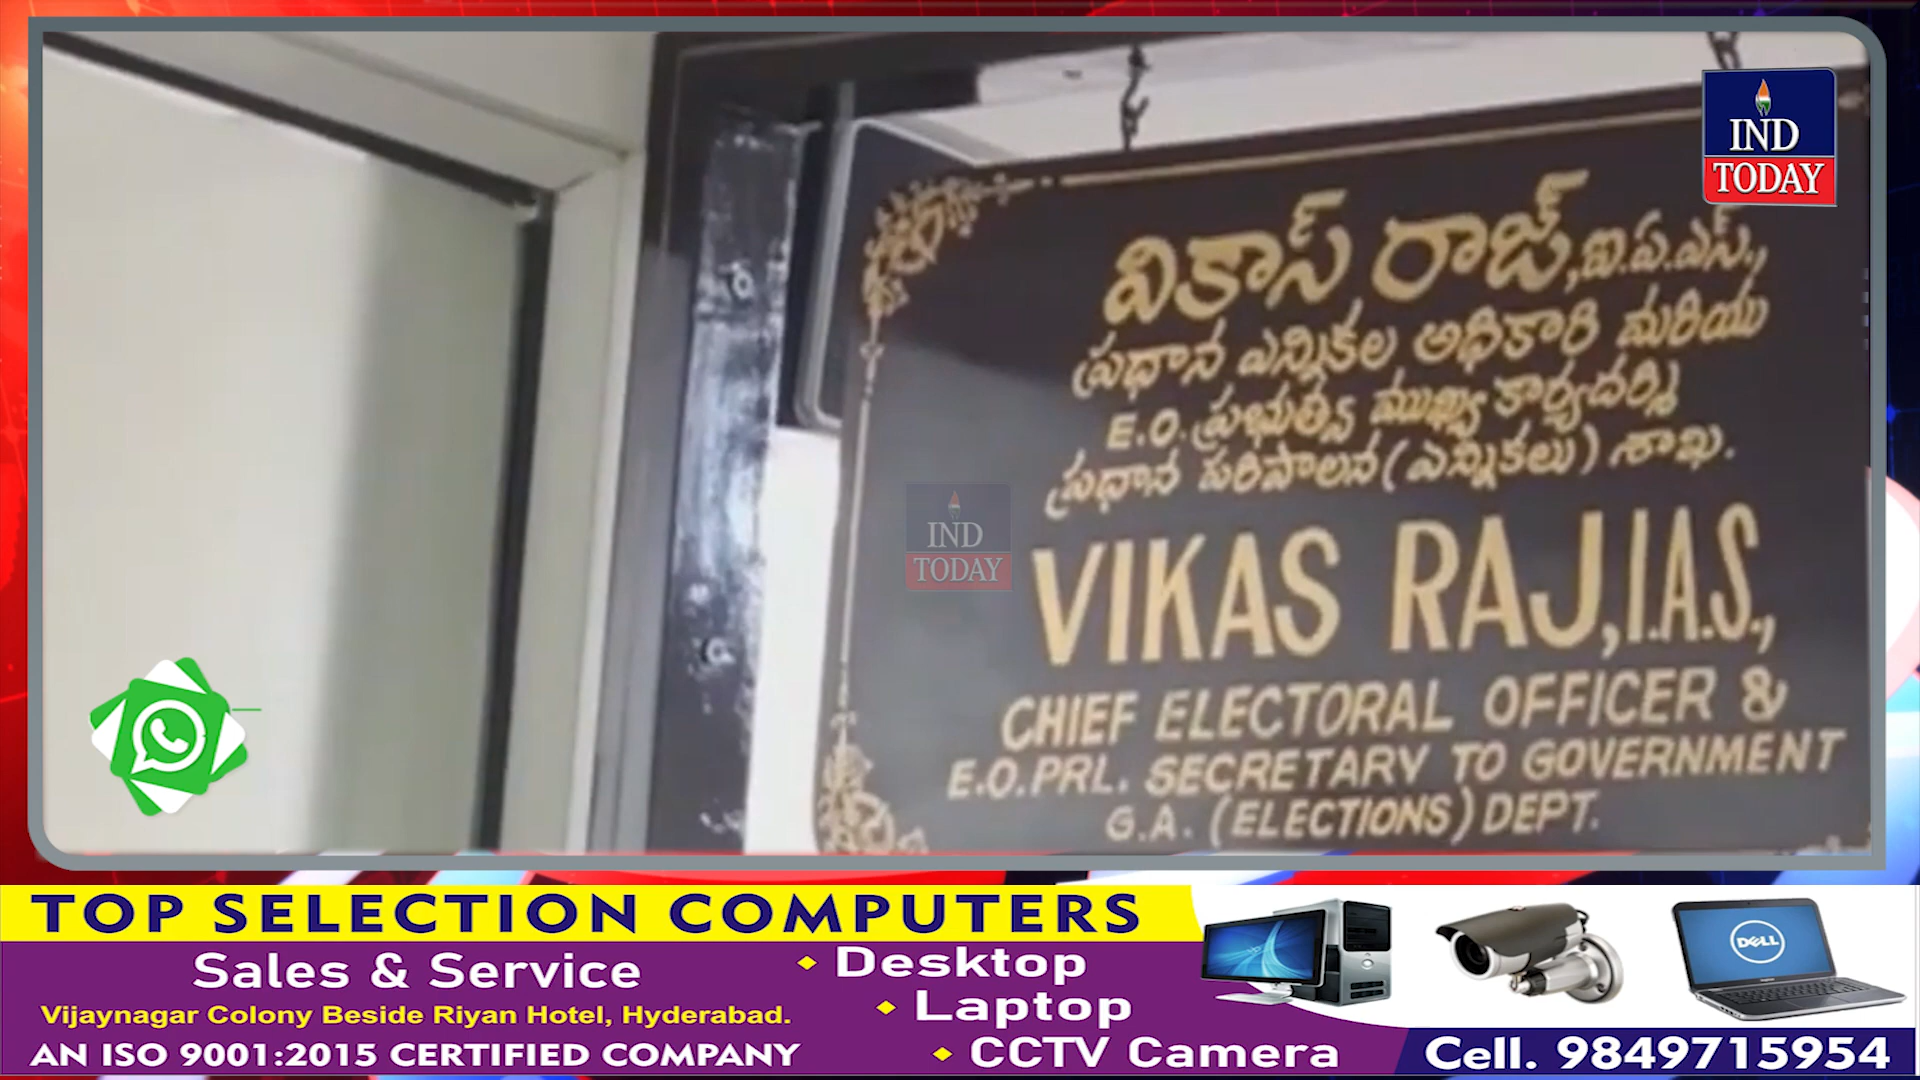 IND
TODAY
వికాస్ రాజ్,ఐ.ఏ.ఎస్.,
ప్రధాన ఎన్నికల అధికారి మరియు
E.O. ప్రభుత్వ ముఖ్య కార్యదర్శి
ప్రధాన పరిపాలన (ఎన్నికలు) శాఖ.
IND
TODAY
VIKAS RAJ,I.A.S.,
CHIEF ELECTORAL OFFICER &
E.O.PRL. SECRETARY TO GOVERNMENT
G.A. (ELECTIONS) DEPT.
TOP SELECTION COMPUTERS
Sales & Service
Vijaynagar Colony Beside Riyan Hotel, Hyderabad.
AN ISO 9001:2015 CERTIFIED COMPANY
Desktop
Laptop
CCTV Camera
DELL
Cell. 9849715954